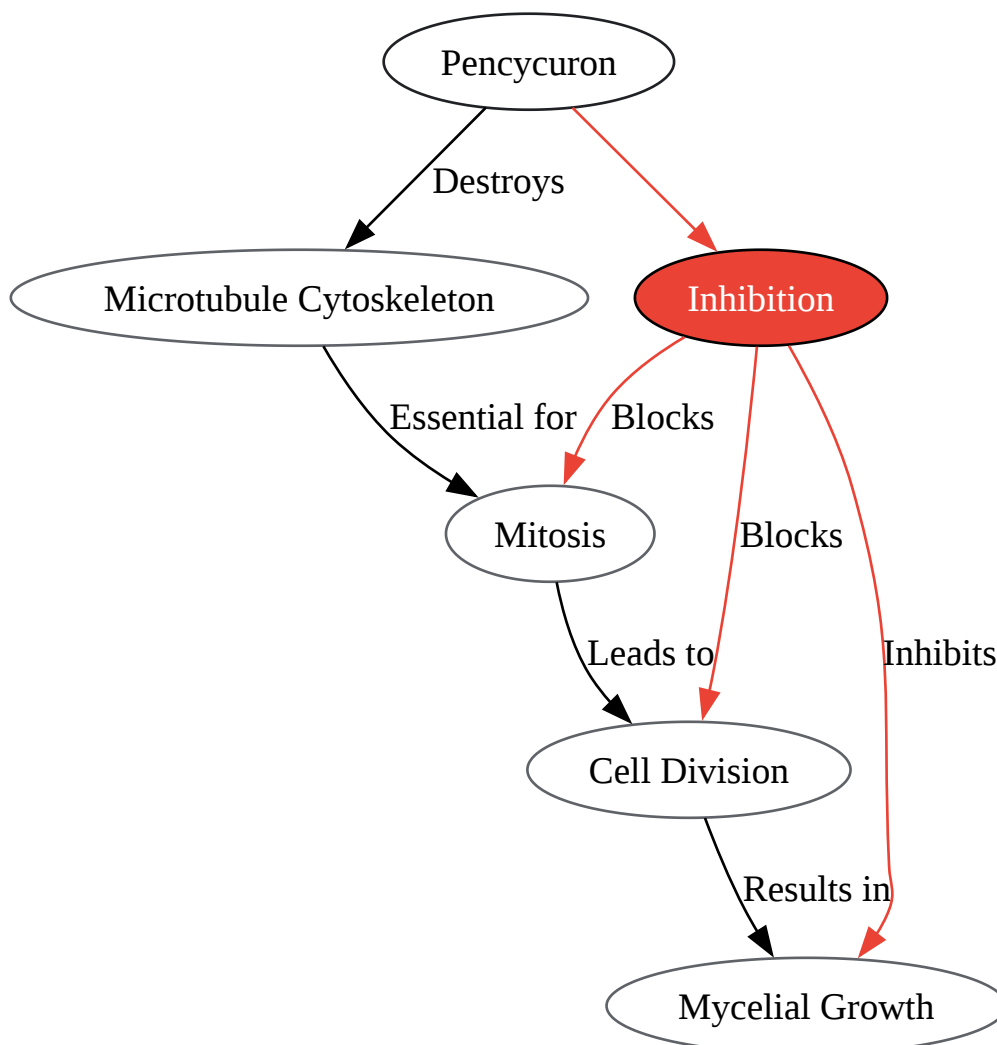 Pencycuron
Destroys
Microtubule Cytoskeleton
Inhibition
Essential for
Blocks
Mitosis
Blocks
Leads to
Inhibits
Cell Division
Results in
Mycelial Growth